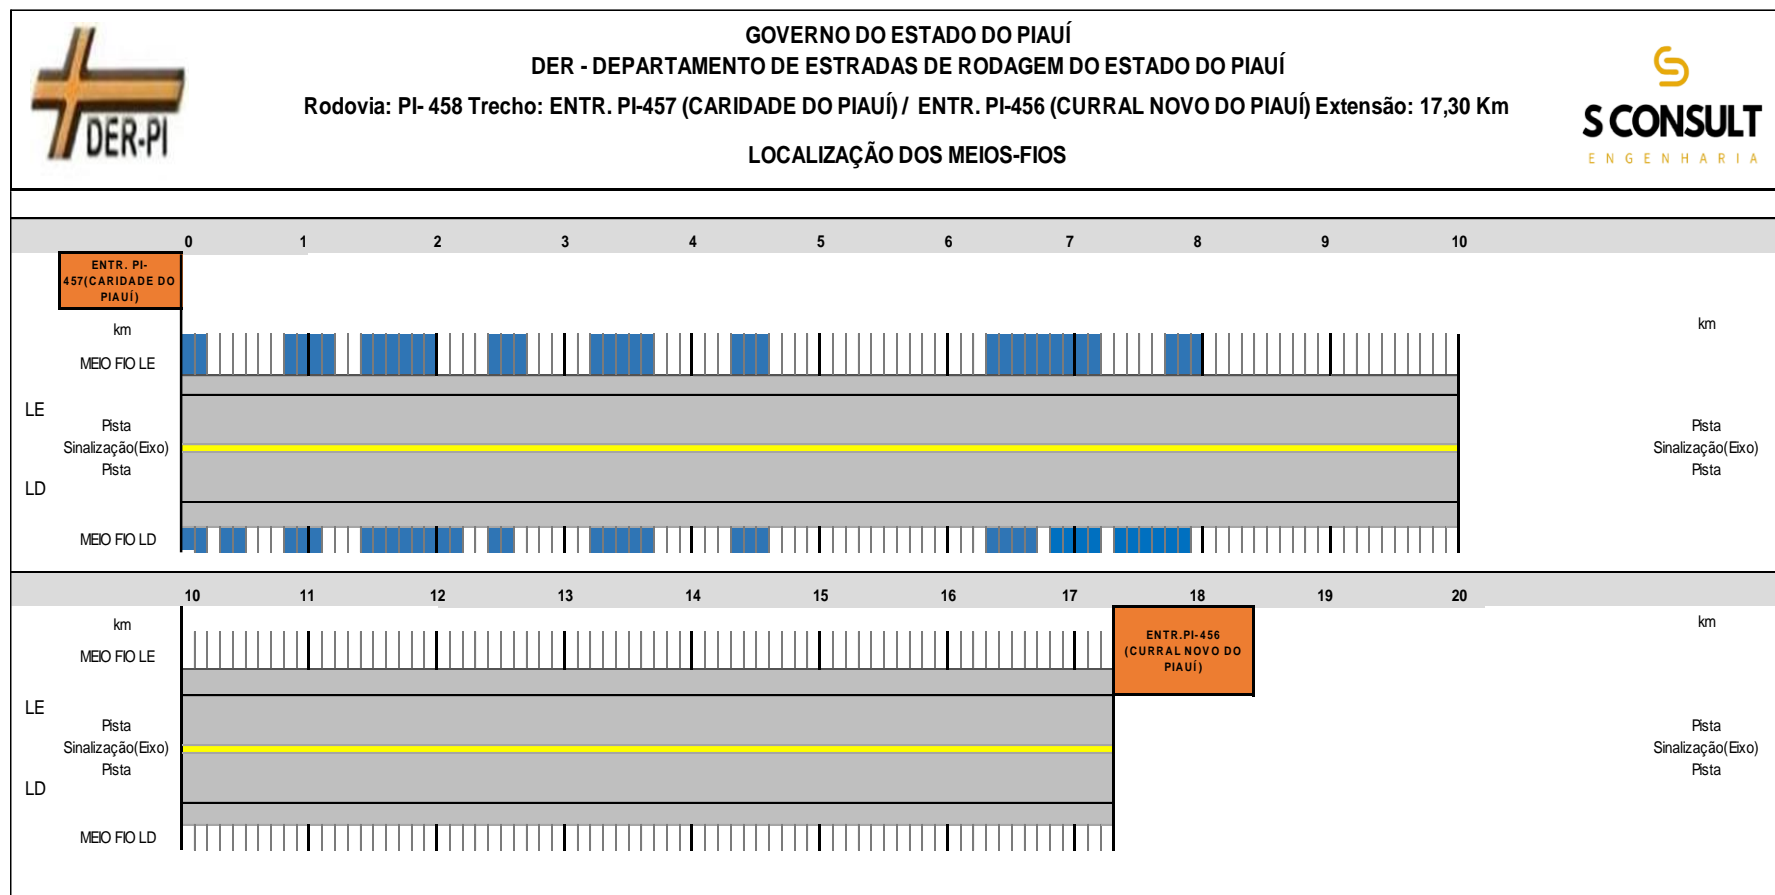 DER-PI
GOVERNO DO ESTADO DO PIAUÍ
DER - DEPARTAMENTO DE ESTRADAS DE RODAGEM DO ESTADO DO PIAUÍ
Rodovia: PI- 458 Trecho: ENTR. PI-457 (CARIDADE DO PIAUÍ) / ENTR. PI-456 (CURRAL NOVO DO PIAUÍ) Extensão: 17,30 Km
LOCALIZAÇÃO DOS MEIOS-FIOS
S CONSULT
ENGENHARIA
0 1 2 3 4 5 6 7 8 9 10
ENTR. PI-
457(CARIDADE DO
PIAUÍ)
km km
MEIO FIO LE
LE
Pista Pista
Sinalização(Eixo) Sinalização(Eixo)
Pista Pista
LD
MEIO FIO LD
10 11 12 13 14 15 16 17 18 19 20
km km
ENTR.PI-456
(CURRAL NOVO DO
PIAUÍ)
MEIO FIO LE
LE
Pista Pista
Sinalização(Eixo) Sinalização(Eixo)
Pista Pista
LD
MEIO FIO LD